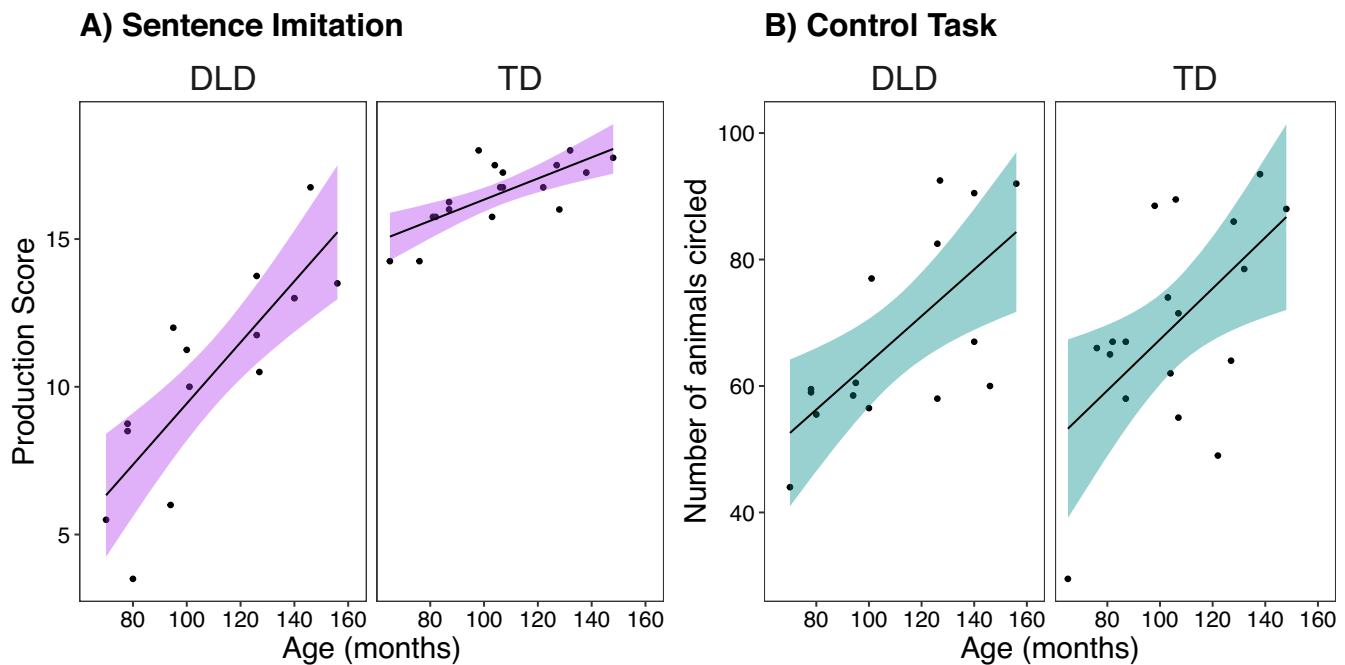 A) Sentence Imitation
DLD
TD
Production Score
15
10
5
80 100 120 140 160
80 100 120 140 160
Age (months)
B) Control Task
DLD
TD
Number of animals circled
100
80
60
40
80 100 120 140 160
80 100 120 140 160
Age (months)